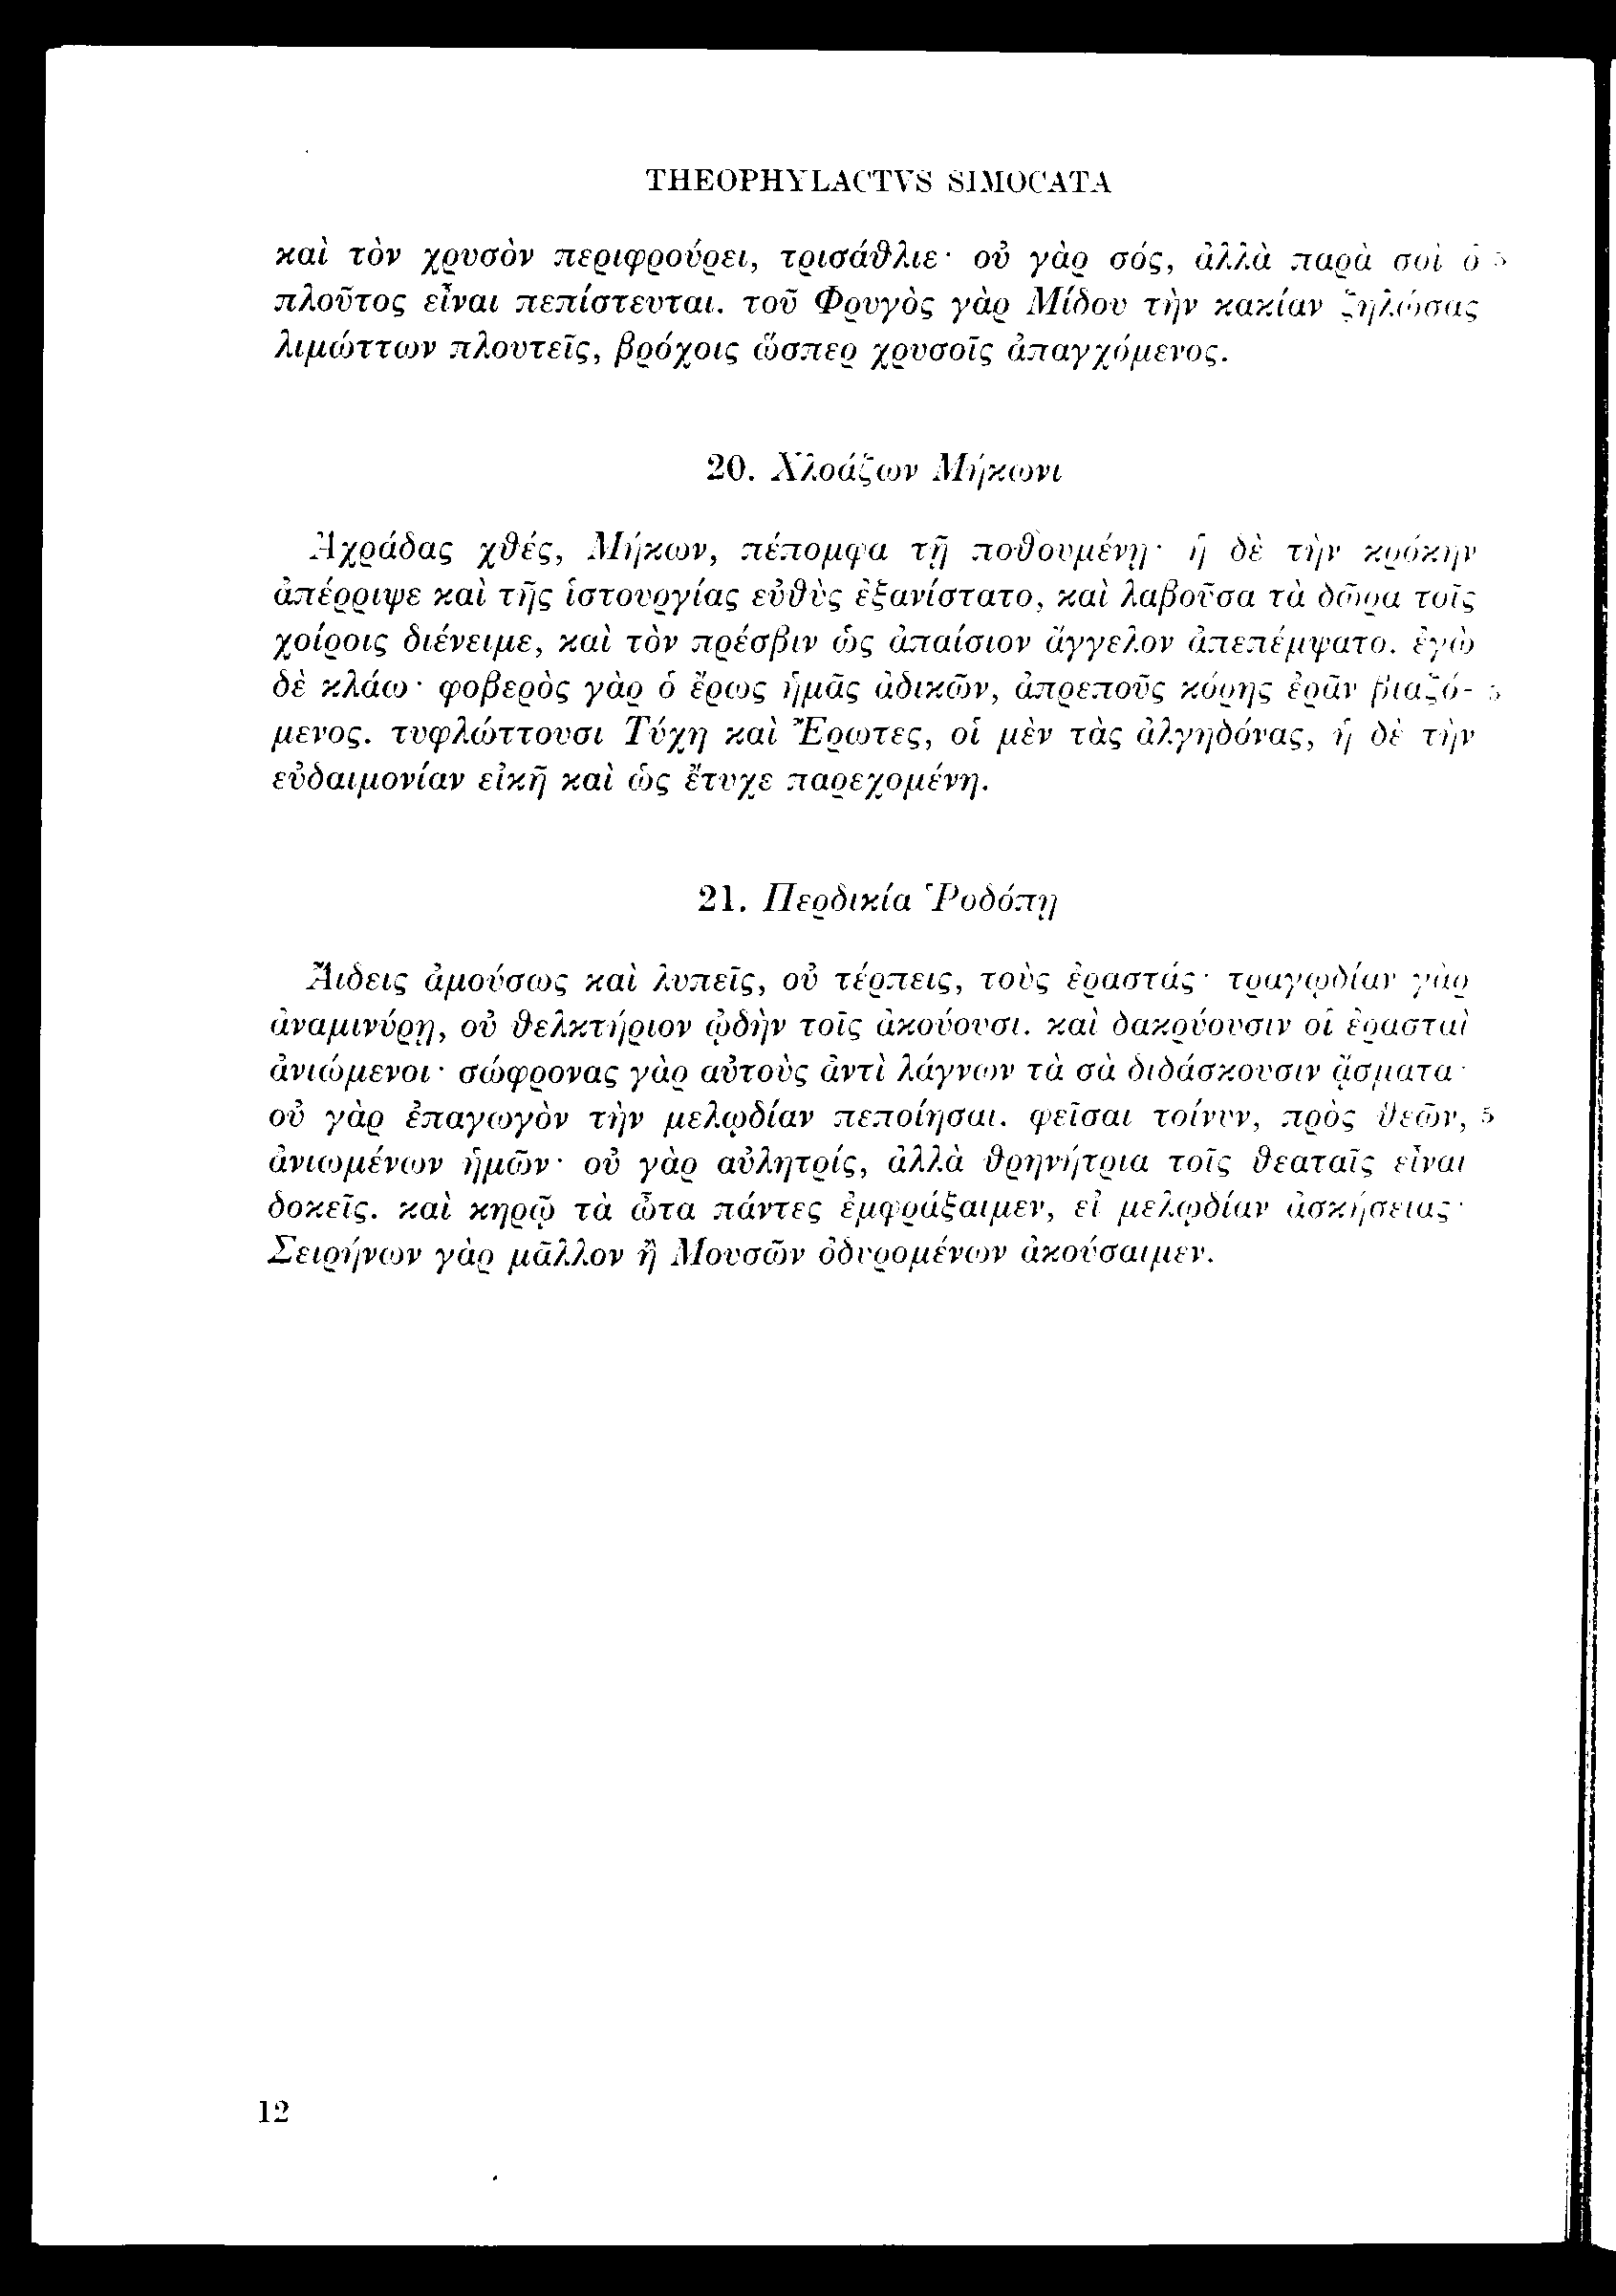 THEOPHYLACTVS SIMOCATA
καὶ τὸν χρυσὸν περιφρούρει, τρισάθλιε· οὐ γὰρ σός, ἀλλὰ παρὰ σοὶ ὁ 5
πλοῦτος εἶναι πεπίστευται. τοῦ Φρυγὸς γὰρ Μίδου τὴν κακίαν ζηλώσας
λιμώττων πλουτεῖς, βρόχοις ὥσπερ χρυσοῖς ἀπαγχόμενος.
20. Χλοάζων Μήκωνι
Ἀχράδας χθές, Μήκων, πέπομφα τῇ ποθουμένῃ· ἡ δὲ τὴν κρόκην
ἀπέρριψε καὶ τῆς ἱστουργίας εὐθὺς ἐξανίστατο, καὶ λαβοῦσα τὰ δῶρα τοῖς
χοίροις διένειμε, καὶ τὸν πρέσβιν ὡς ἀπαίσιον ἄγγελον ἀπεπέμψατο. ἐγὼ
δὲ κλάω· φοβερὸς γὰρ ὁ ἔρως ἡμᾶς ἀδικῶν, ἀπρεποῦς κόρης ἐρᾶν βιαζό- 5
μενος. τυφλώττουσι Τύχη καὶ Ἔρωτες, οἱ μὲν τὰς ἀλγηδόνας, ἡ δὲ τὴν
εὐδαιμονίαν εἰκῇ καὶ ὡς ἔτυχε παρεχομένη.
21. Περδικία Ῥοδόπῃ
Ἄιδεις ἀμούσως καὶ λυπεῖς, οὐ τέρπεις, τοὺς ἐραστάς· τραγῳδίαν γὰρ
ἀναμινύρῃ, οὐ θελκτήριον ᾠδὴν τοῖς ἀκούουσι. καὶ δακρύουσιν οἱ ἐρασταὶ
ἀνιώμενοι· σώφρονας γὰρ αὐτοὺς ἀντὶ λάγνων τὰ σὰ διδάσκουσιν ᾄσματα·
οὐ γὰρ ἐπαγωγὸν τὴν μελῳδίαν πεποίησαι. φεῖσαι τοίνυν, πρὸς θεῶν, 5
ἀνιωμένων ἡμῶν· οὐ γὰρ αὐλητρίς, ἀλλὰ θρηνήτρια τοῖς θεαταῖς εἶναι
δοκεῖς. καὶ κηρῷ τὰ ὦτα πάντες ἐμφράξαιμεν, εἰ μελῳδίαν ἀσκήσειας·
Σειρήνων γὰρ μᾶλλον ἢ Μουσῶν ὀδυρομένων ἀκούσαιμεν.
12